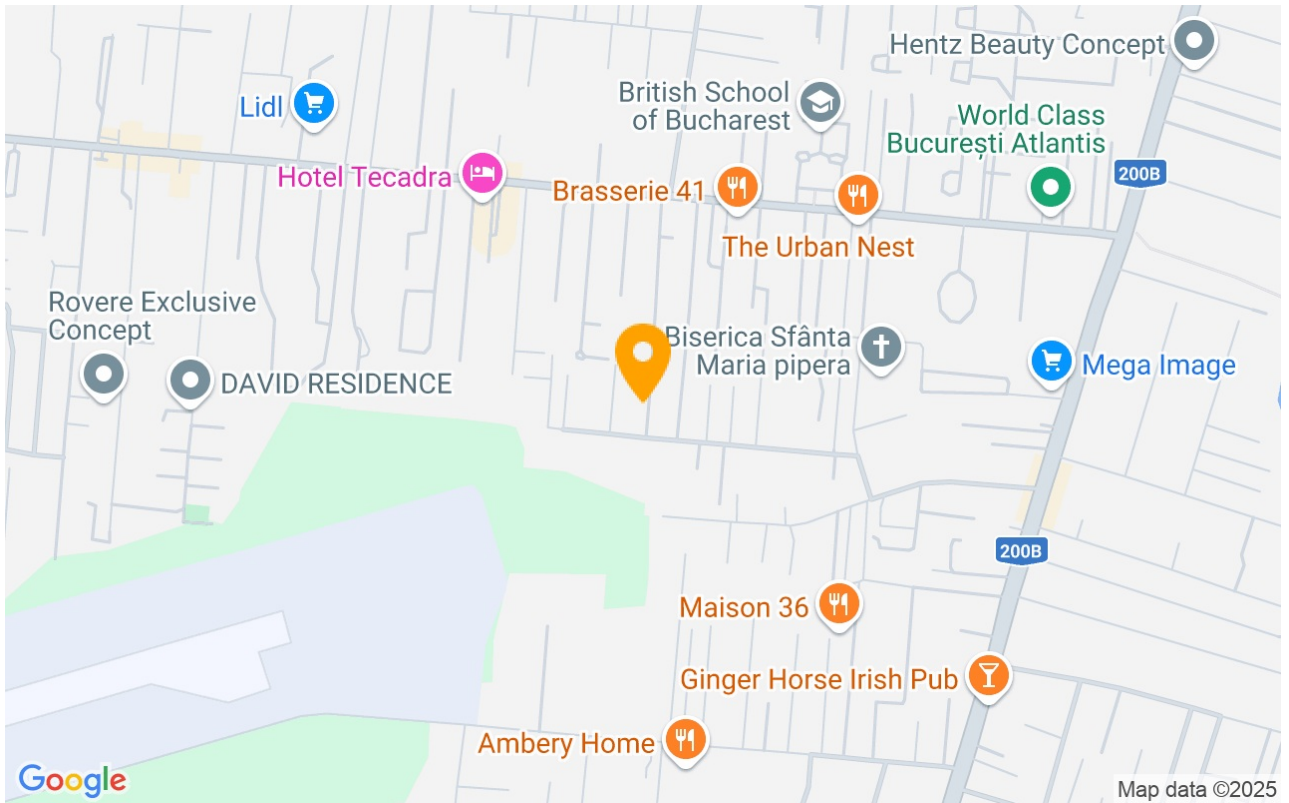 Hentz Beauty Concept
British School
of Bucharest
Lidl
World Class
București Atlantis
200B
Hotel Tecadra
Brasserie 41
The Urban Nest
Rovere Exclusive
Concept
Biserica Sfânta
Maria pipera
DAVID RESIDENCE
Mega Image
200B
Maison 36
Ginger Horse Irish Pub
Ambery Home
Google
Map data ©2025